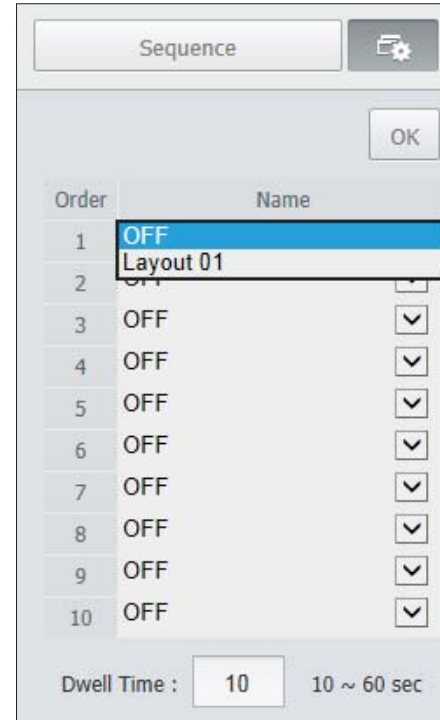 Sequence
OK
Order Name
1 OFF
Layout 01
2 OFF
3 OFF
4 OFF
5 OFF
6 OFF
7 OFF
8 OFF
9 OFF
10 OFF
Dwell Time : 10 10 ~ 60 sec